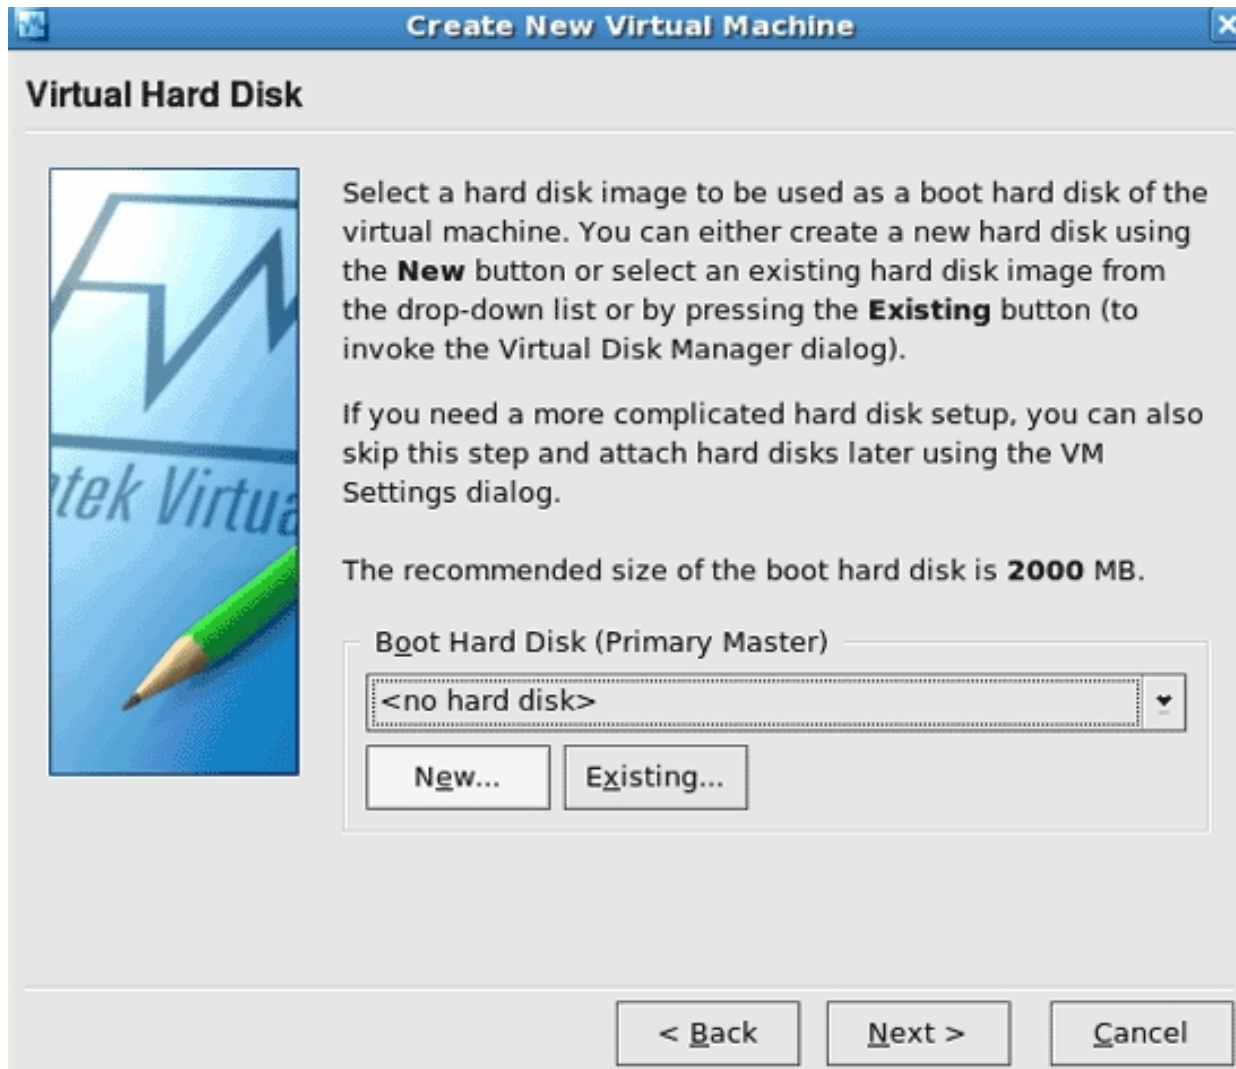 Create New Virtual Machine
Virtual Hard Disk
Select a hard disk image to be used as a boot hard disk of the
virtual machine. You can either create a new hard disk using
the New button or select an existing hard disk image from
the drop-down list or by pressing the Existing button (to
invoke the Virtual Disk Manager dialog).
If you need a more complicated hard disk setup, you can also
skip this step and attach hard disks later using the VM
Settings dialog.
The recommended size of the boot hard disk is 2000 MB.
tek Virtua
Boot Hard Disk (Primary Master)
<no hard disk>
New...
Existing...
< Back
Next >
Cancel